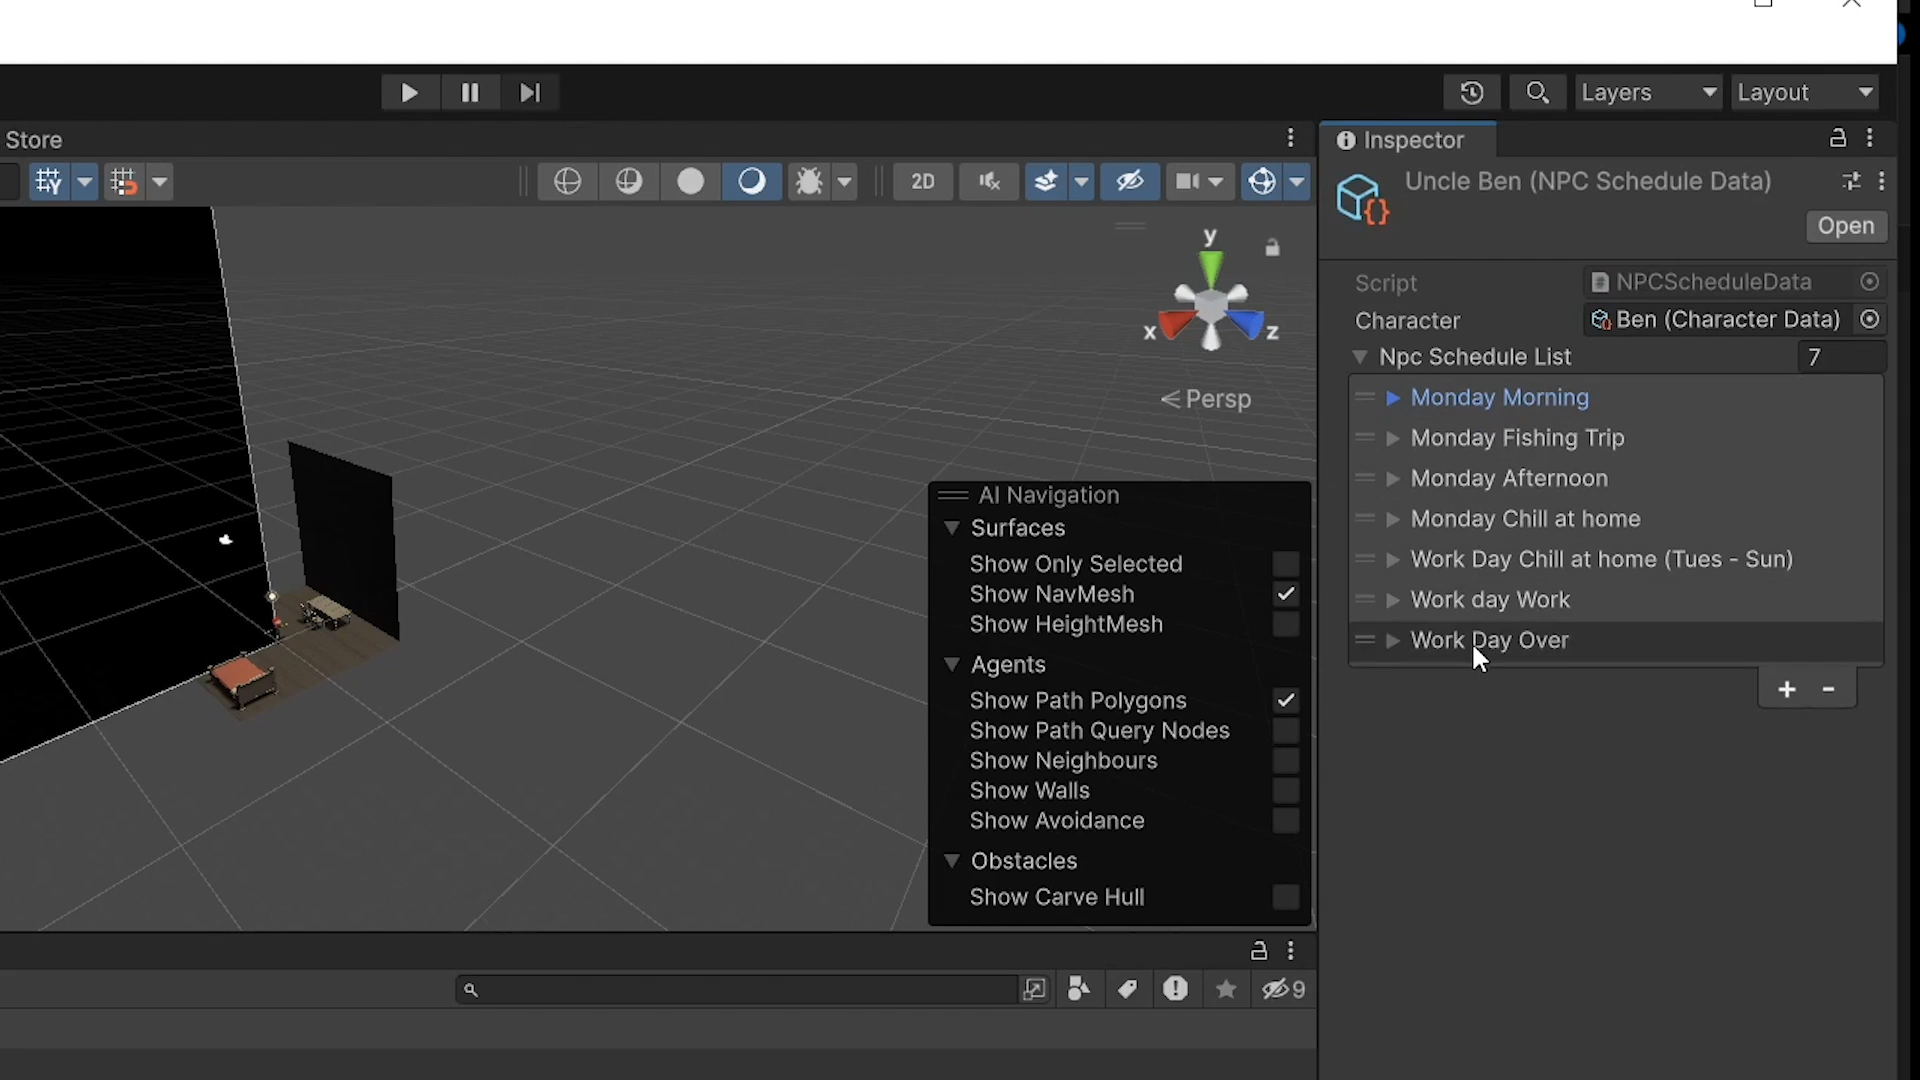 Layers
Layout
Store
Inspector
2D
Uncle Ben (NPC Schedule Data)
Open
y
x
z
Persp
Script
NPCScheduleData
Character
Ben (Character Data)
Npc Schedule List
7
Monday Morning
Monday Fishing Trip
Monday Afternoon
Monday Chill at home
Work Day Chill at home (Tues - Sun)
Work day Work
Work Day Over
AI Navigation
Surfaces
Show Only Selected
Show NavMesh
Show HeightMesh
Agents
Show Path Polygons
Show Path Query Nodes
Show Neighbours
Show Walls
Show Avoidance
Obstacles
Show Carve Hull
9